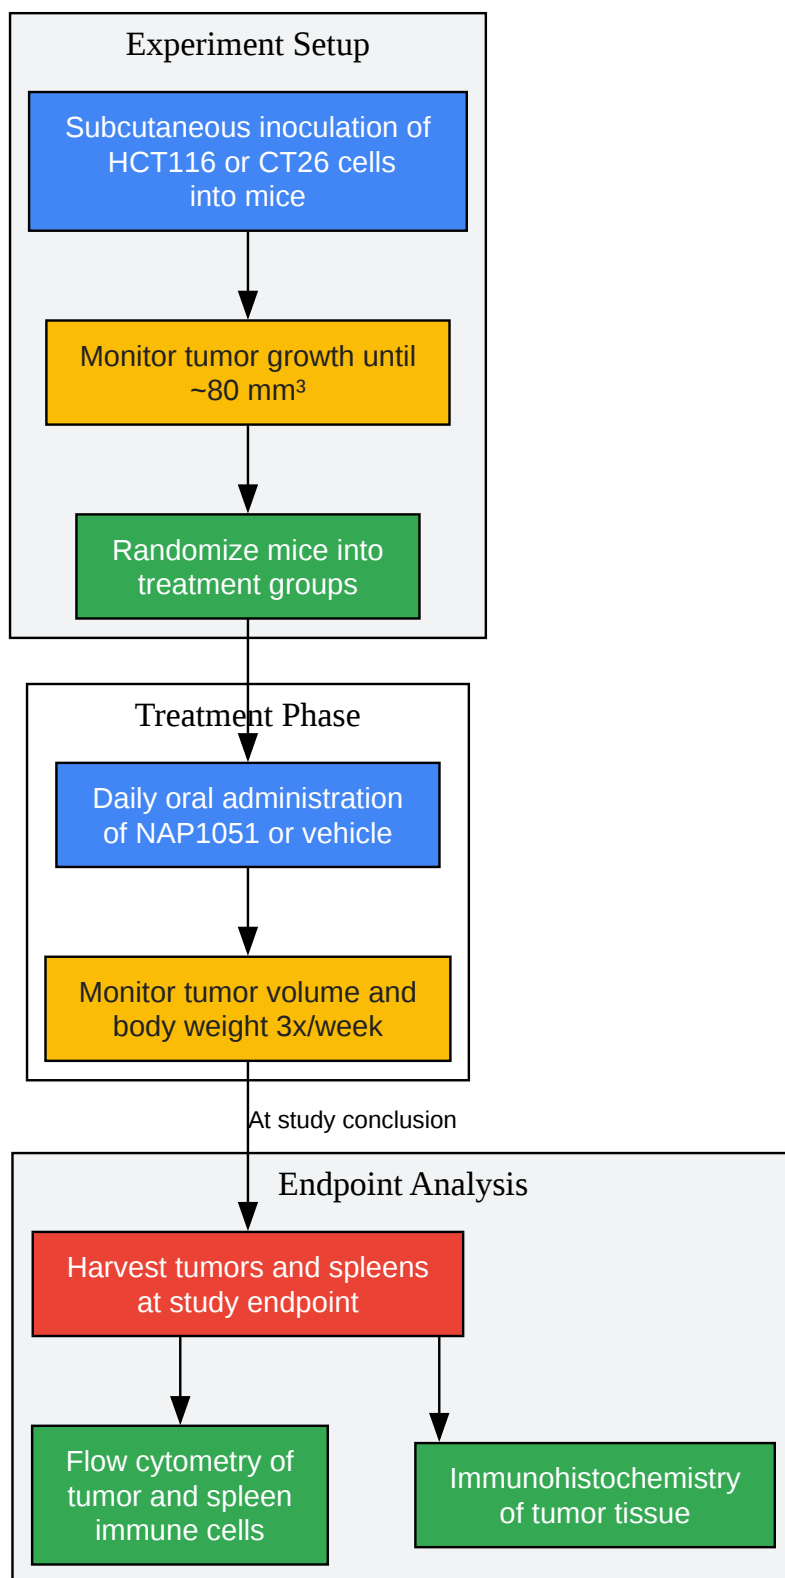 Experiment Setup
Subcutaneous inoculation of
HCT116 or CT26 cells
into mice
Monitor tumor growth until
~80 mm³
Randomize mice into
treatment groups
Treatment Phase
Daily oral administration
of NAP1051 or vehicle
Monitor tumor volume and
body weight 3x/week
At study conclusion
Endpoint Analysis
Harvest tumors and spleens
at study endpoint
Flow cytometry of
tumor and spleen
immune cells
Immunohistochemistry
of tumor tissue